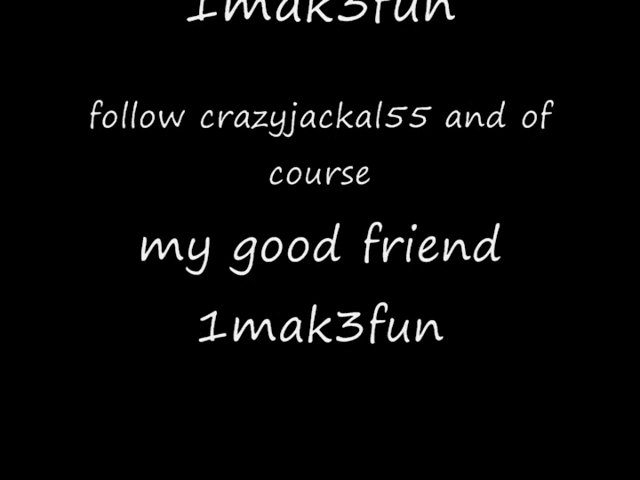 1mak3fun
follow crazyjackal55 and of
course
my good friend
1mak3fun